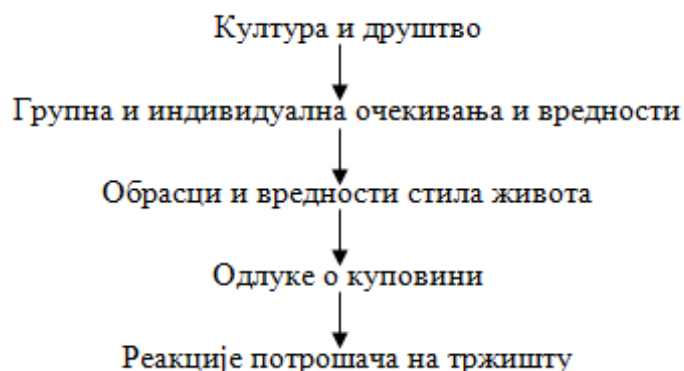 Култура и друштво
Групна и индивидуална очекивања и вредности
Обрасци и вредности стила живота
Одлуке о куповини
Реакције потрошача на тржишту